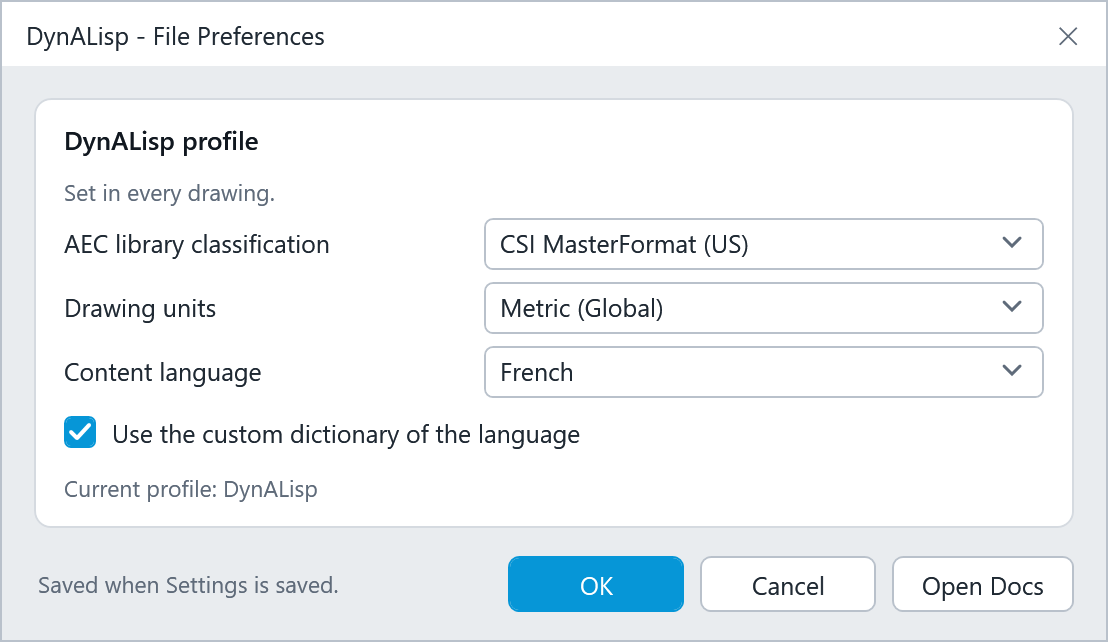 DynALisp - File Preferences
DynALisp profile
Set in every drawing.
AEC library classification
CSI MasterFormat (US)
Drawing units
Metric (Global)
Content language
French
Use the custom dictionary of the language
Current profile: DynALisp
Saved when Settings is saved.
OK
Cancel
Open Docs